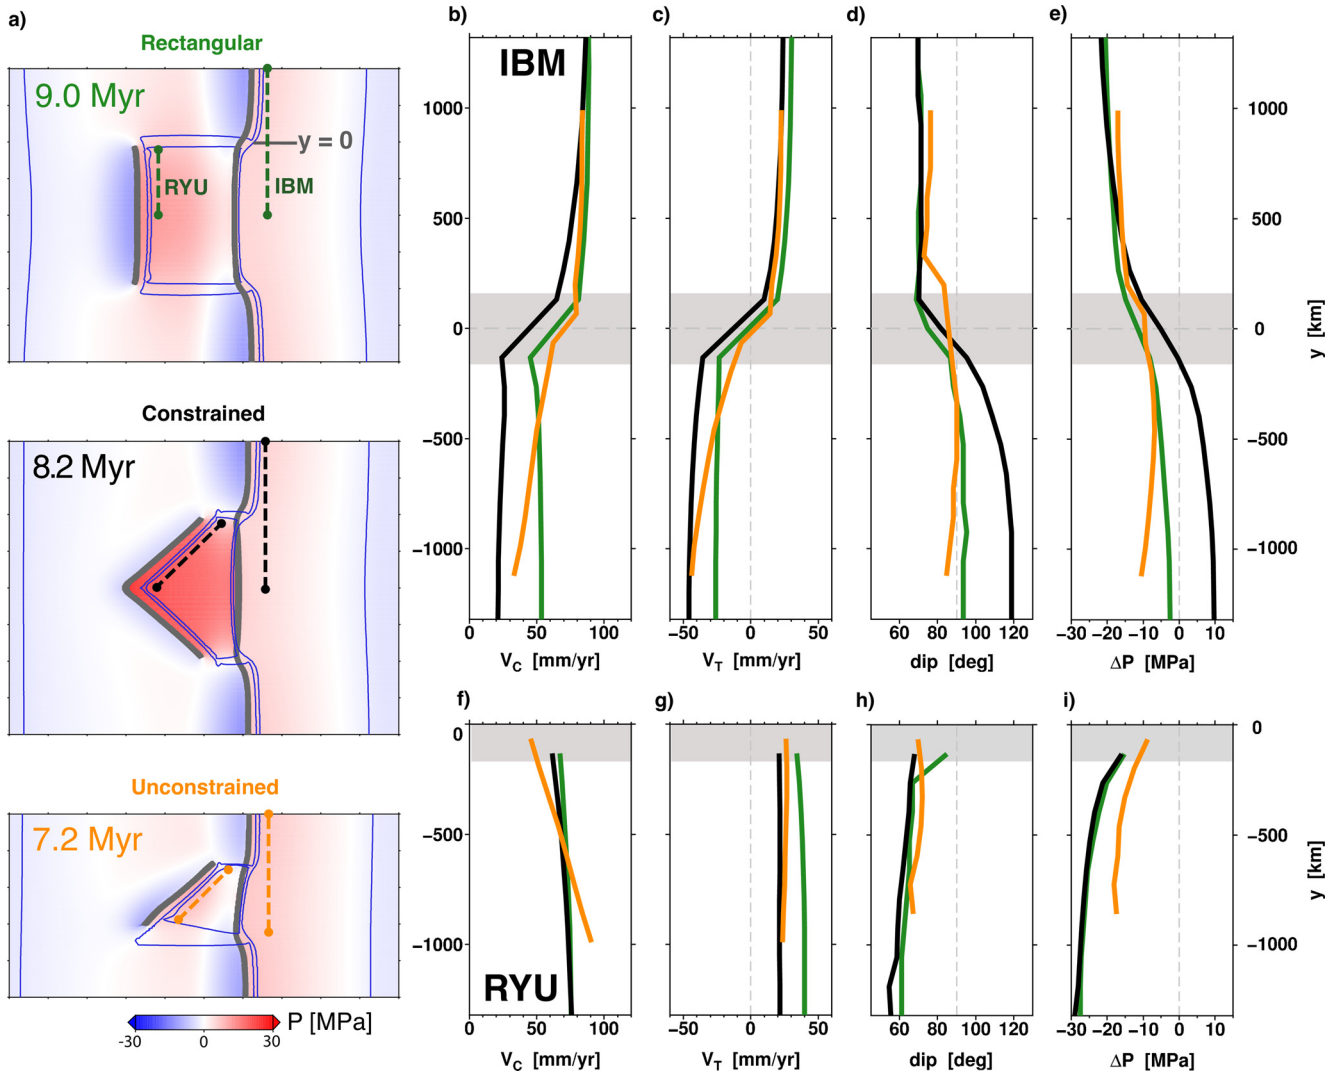 a)
Rectangular
9.0 Myr
y = 0
RYU
IBM
Constrained
8.2 Myr
Unconstrained
7.2 Myr
P [MPa]
-30 0 30
b) c) d) e)
IBM
1000 1000
500 500
0 0
−500 −500
−1000 −1000
y [km]
0 50 100 −50 0 50 60 80 100 120 −30 −20 −10 0 10
V_C [mm/yr] V_T [mm/yr] dip [deg] ΔP [MPa]
f) g) h) i)
0 0
−500 −500
−1000 −1000
y [km]
RYU
0 50 100 −50 0 50 60 80 100 120 −30 −20 −10 0 10
V_C [mm/yr] V_T [mm/yr] dip [deg] ΔP [MPa]